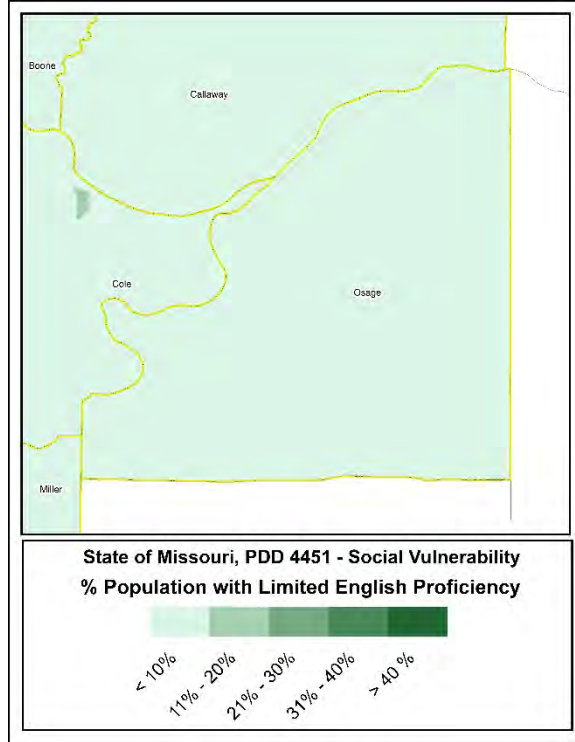 Boone
Callaway
Cole
Osage
Miller
State of Missouri, PDD 4451 - Social Vulnerability
% Population with Limited English Proficiency
< 10%
11% - 20%
21% - 30%
31% - 40%
> 40 %